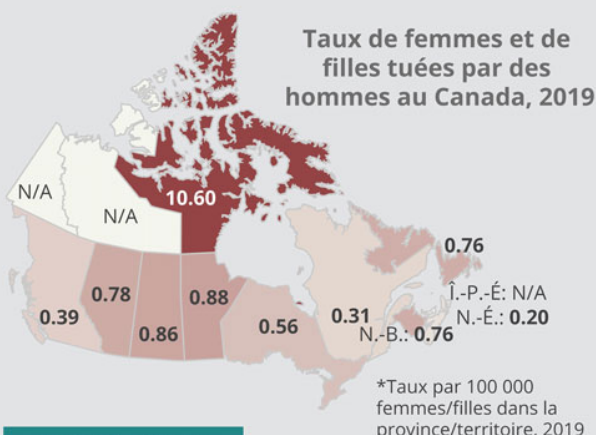 Taux de femmes et de
filles tuées par des
hommes au Canada, 2019
N/A
N/A
10.60
0.39
0.78
0.86
0.88
0.56
0.31
0.76
Î.-P.-É: N/A
N.-É.: 0.20
N.-B.: 0.76
*Taux par 100 000
femmes/filles dans la
province/territoire, 2019